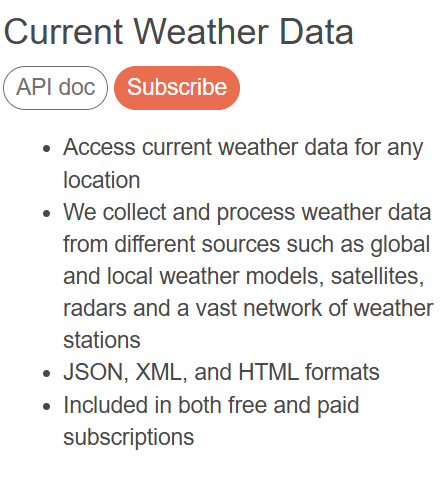 Current Weather Data
API doc Subscribe
• Access current weather data for any
location
• We collect and process weather data
from different sources such as global
and local weather models, satellites,
radars and a vast network of weather
stations
• JSON, XML, and HTML formats
• Included in both free and paid
subscriptions